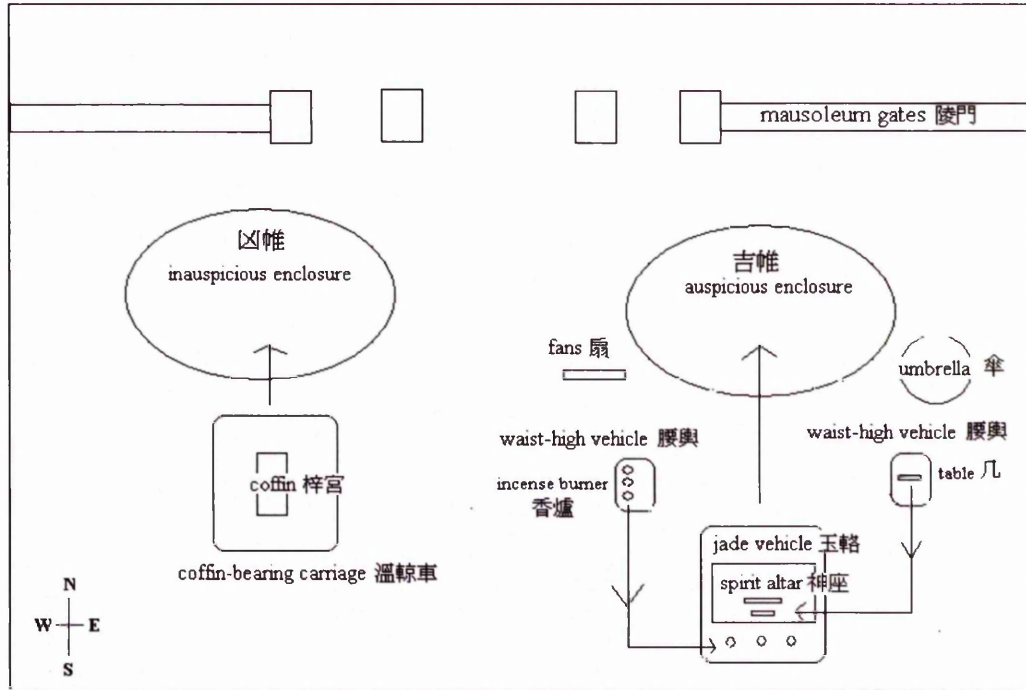 mausoleum gates 陵門
凶帷
inauspicious enclosure
吉帷
auspicious enclosure
fans 扇
umbrella 傘
waist-high vehicle 腰輿
waist-high vehicle 腰輿
coffin 梓宮
incense burner
香爐
table 几
jade vehicle 玉輅
spirit altar 神座
coffin-bearing carriage 溫輬車
N
W E
S